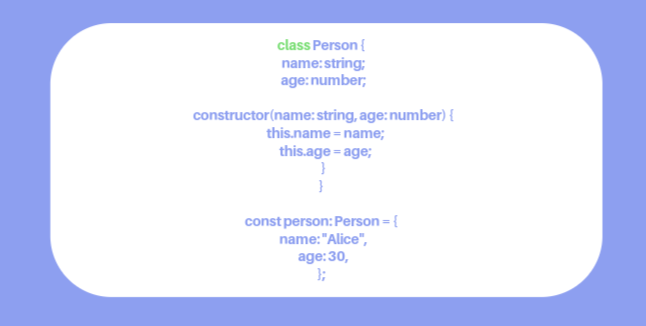 class Person {
name: string;
age: number;
constructor(name: string, age: number) {
this.name = name;
this.age = age;
}
}
const person: Person = {
name: "Alice",
age: 30,
};